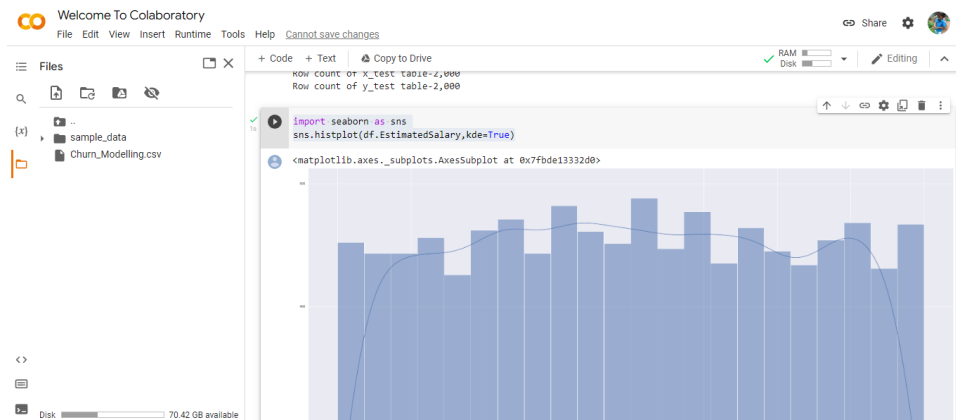 Welcome To Colaboratory
File Edit View Insert Runtime Tools Help Cannot save changes
Share
Files
+ Code + Text Copy to Drive
RAM
Disk
Editing
..
sample_data
Churn_Modelling.csv
{x}
<>
Disk 70.42 GB available
Row count of x_test table-2,000
Row count of y_test table-2,000
1s
import seaborn as sns
sns.histplot(df.EstimatedSalary,kde=True)
<matplotlib.axes._subplots.AxesSubplot at 0x7fbde13332d0>